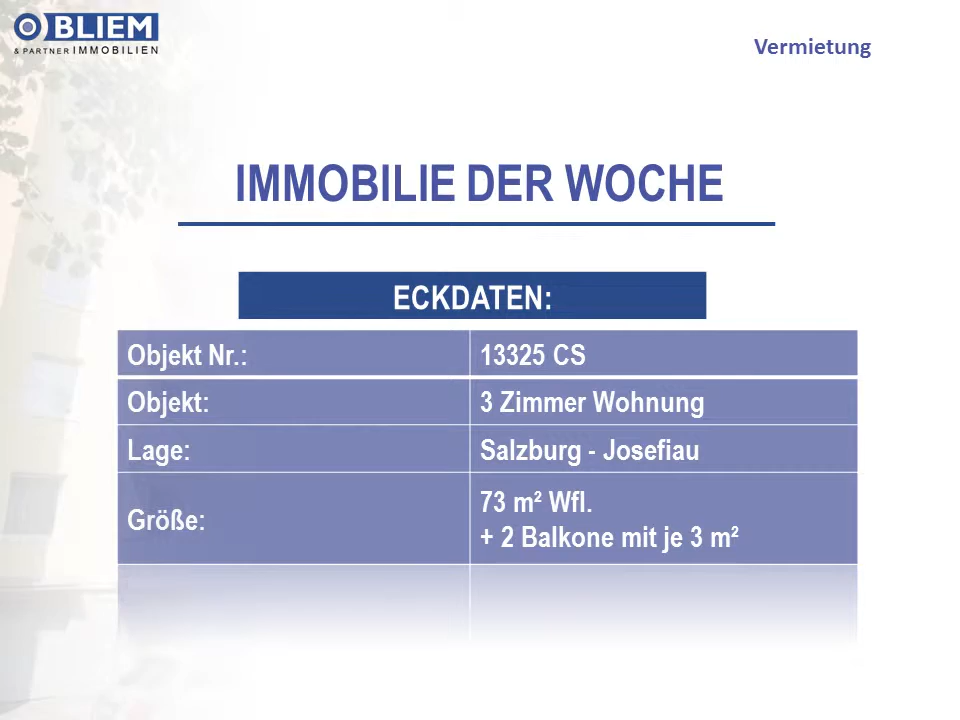 BLIEM
& PARTNER IMMOBILIEN
Vermietung
IMMOBILIE DER WOCHE
ECKDATEN:
Objekt Nr.: 13325 CS
Objekt: 3 Zimmer Wohnung
Lage: Salzburg - Josefiau
Größe: 73 m² Wfl.
+ 2 Balkone mit je 3 m²